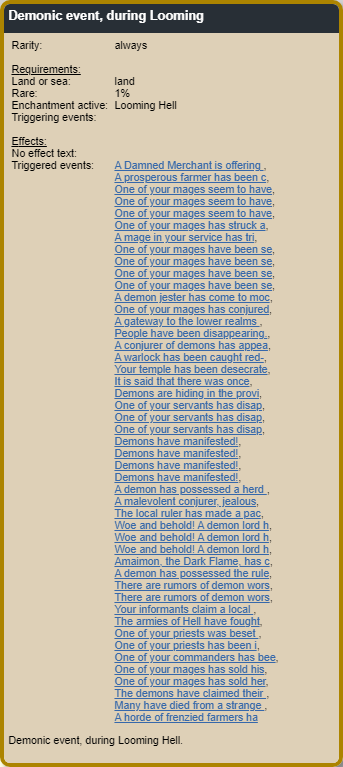 Demonic event, during Looming
Rarity: always
Requirements:
Land or sea: land
Rare: 1%
Enchantment active: Looming Hell
Triggering events:
Effects:
No effect text:
Triggered events: A Damned Merchant is offering ,
A prosperous farmer has been c,
One of your mages seem to have,
One of your mages seem to have,
One of your mages seem to have,
One of your mages has struck a,
A mage in your service has tri,
One of your mages have been se,
One of your mages have been se,
One of your mages have been se,
One of your mages have been se,
A demon jester has come to moc,
One of your mages has conjured,
A gateway to the lower realms ,
People have been disappearing.,
A conjurer of demons has appea,
A warlock has been caught red-,
Your temple has been desecrate,
It is said that there was once,
Demons are hiding in the provi,
One of your servants has disap,
One of your servants has disap,
One of your servants has disap,
Demons have manifested!,
Demons have manifested!,
Demons have manifested!,
Demons have manifested!,
A demon has possessed a herd ,
A malevolent conjurer, jealous,
The local ruler has made a pac,
Woe and behold! A demon lord h,
Woe and behold! A demon lord h,
Woe and behold! A demon lord h,
Amaimon, the Dark Flame, has c,
A demon has possessed the rule,
There are rumors of demon wors,
There are rumors of demon wors,
Your informants claim a local ,
The armies of Hell have fought,
One of your priests was beset ,
One of your priests has been i,
One of your commanders has bee,
One of your mages has sold his,
One of your mages has sold her,
The demons have claimed their ,
Many have died from a strange ,
A horde of frenzied farmers ha
Demonic event, during Looming Hell.